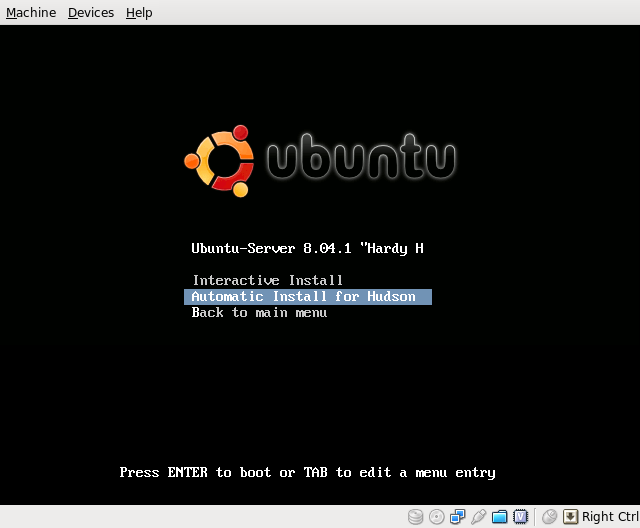 Machine Devices Help
ubuntu
Ubuntu-Server 8.04.1 "Hardy H
Interactive Install
Automatic Install for Hudson
Back to main menu
Press ENTER to boot or TAB to edit a menu entry
Right Ctrl